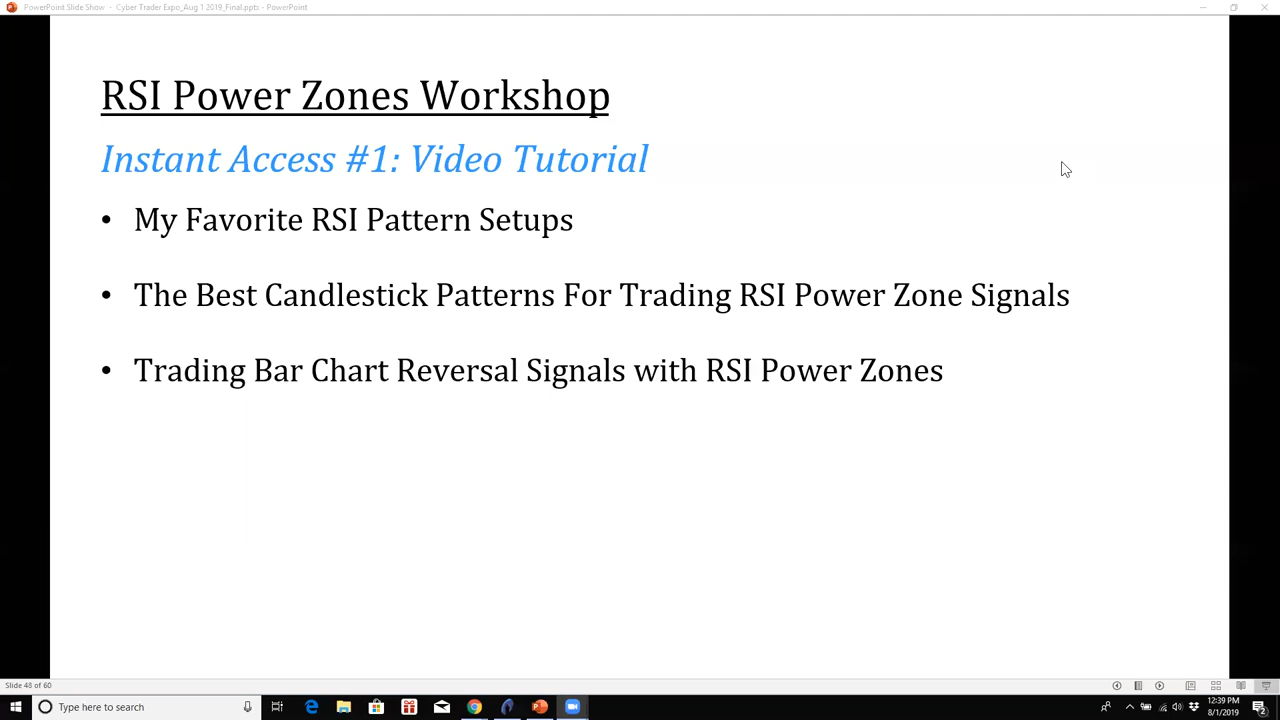 PowerPoint Slide Show - Cyber Trader Expo_Aug 1 2019_Final.pptx - PowerPoint
RSI Power Zones Workshop
Instant Access #1: Video Tutorial
• My Favorite RSI Pattern Setups
• The Best Candlestick Patterns For Trading RSI Power Zone Signals
• Trading Bar Chart Reversal Signals with RSI Power Zones
Slide 48 of 60
Type here to search
12:39 PM
8/1/2019
2